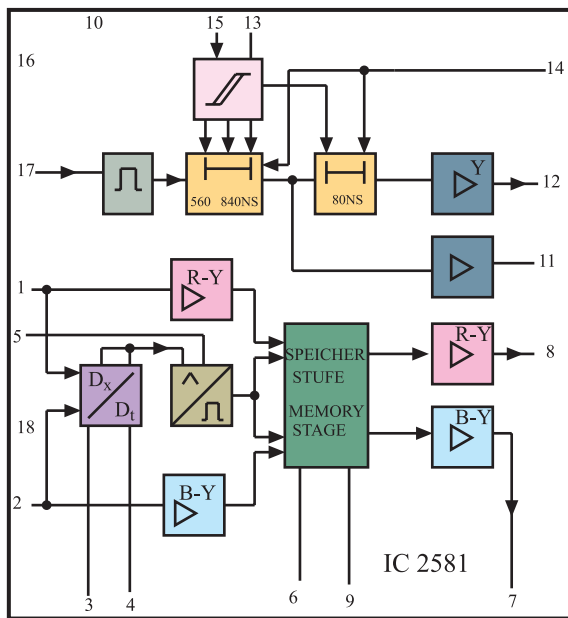 10
15
13
16
14
17
560
840NS
80NS
Y
12
11
1
R-Y
5
SPEICHER
STUFE
MEMORY
STAGE
R-Y
8
Dx
Dt
18
B-Y
2
B-Y
IC 2581
3
4
6
9
7